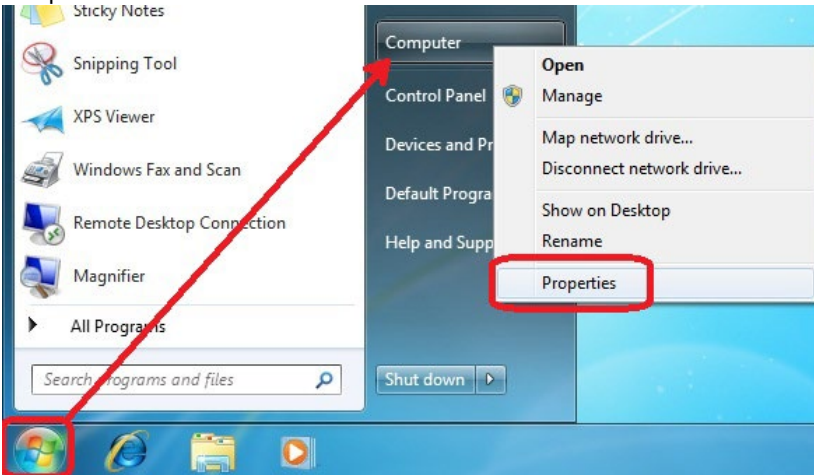 Sticky Notes
Snipping Tool
XPS Viewer
Windows Fax and Scan
Remote Desktop Connection
Magnifier
All Programs
Search programs and files
Computer
Control Panel
Devices and Pr
Default Progra
Help and Supp
Shut down
Open
Manage
Map network drive...
Disconnect network drive...
Show on Desktop
Rename
Properties